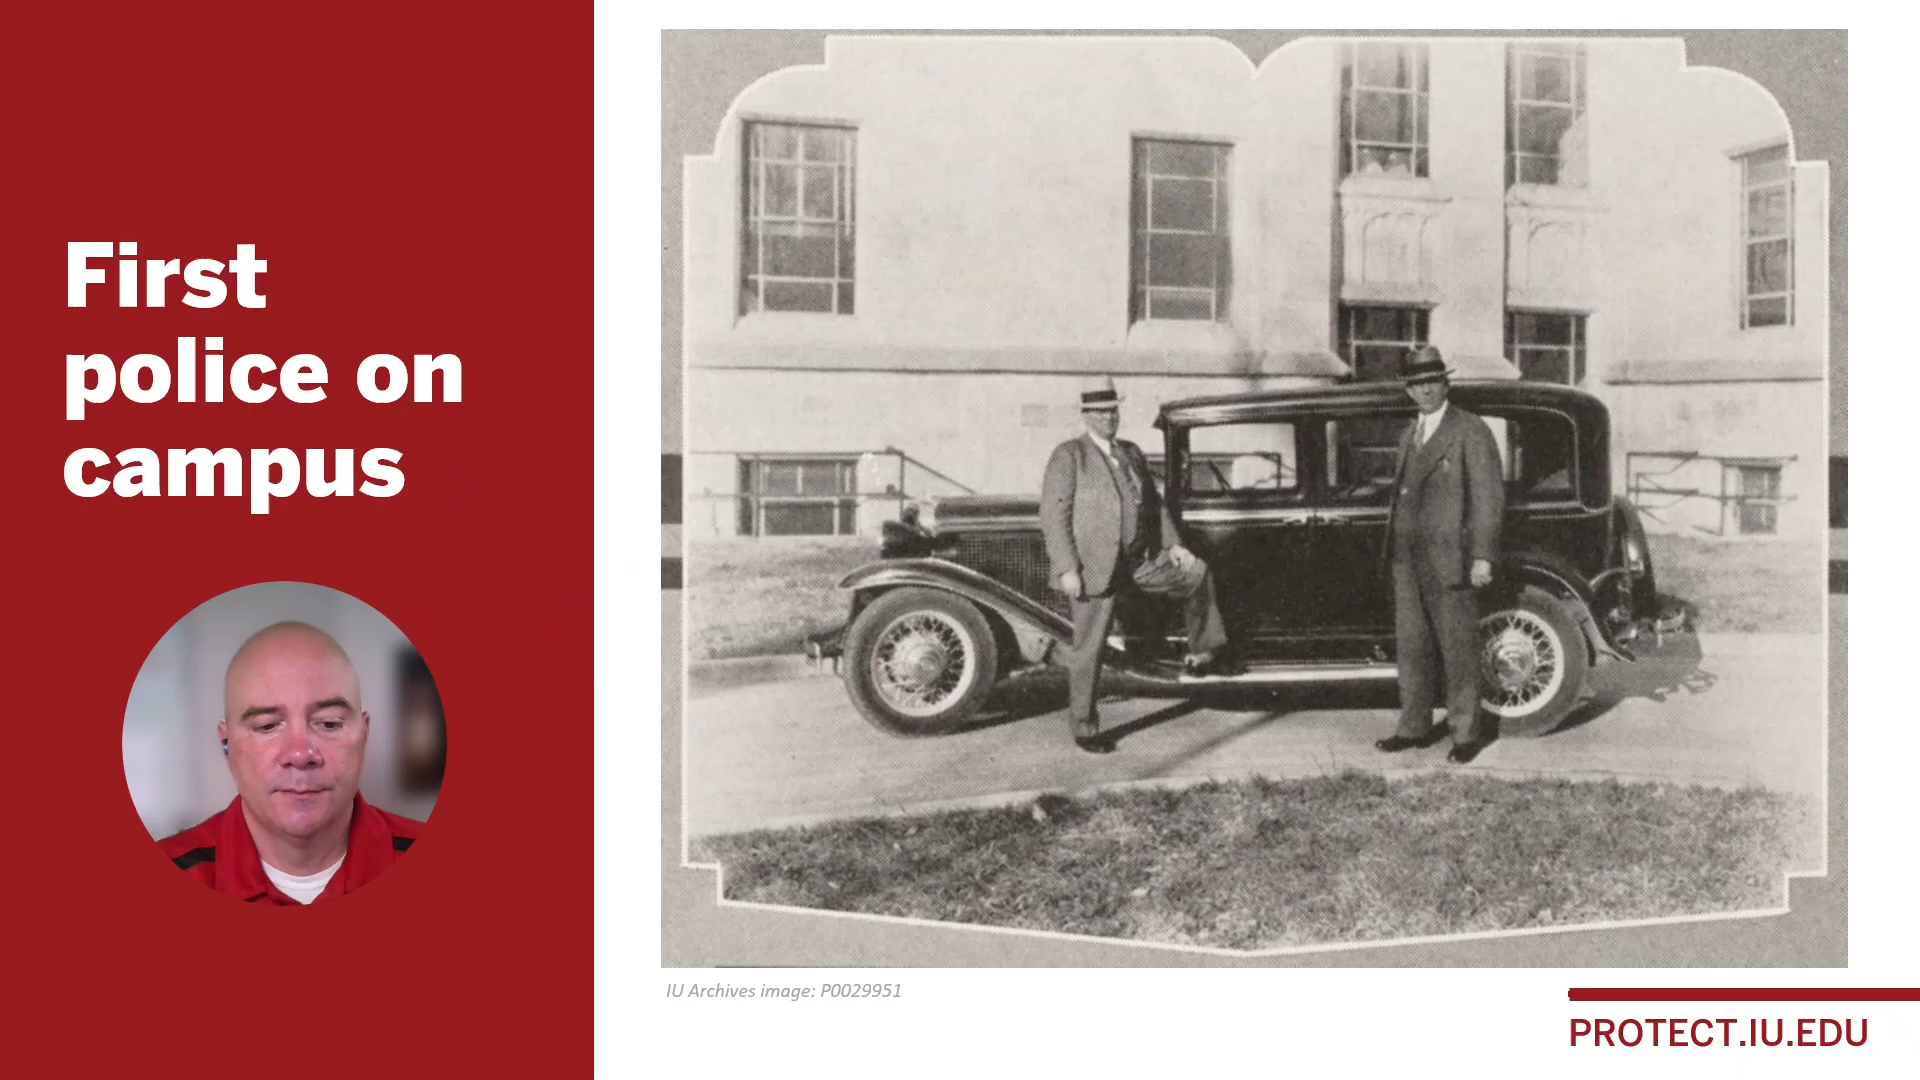 First
police on
campus
IU Archives image: P0029951
PROTECT.IU.EDU